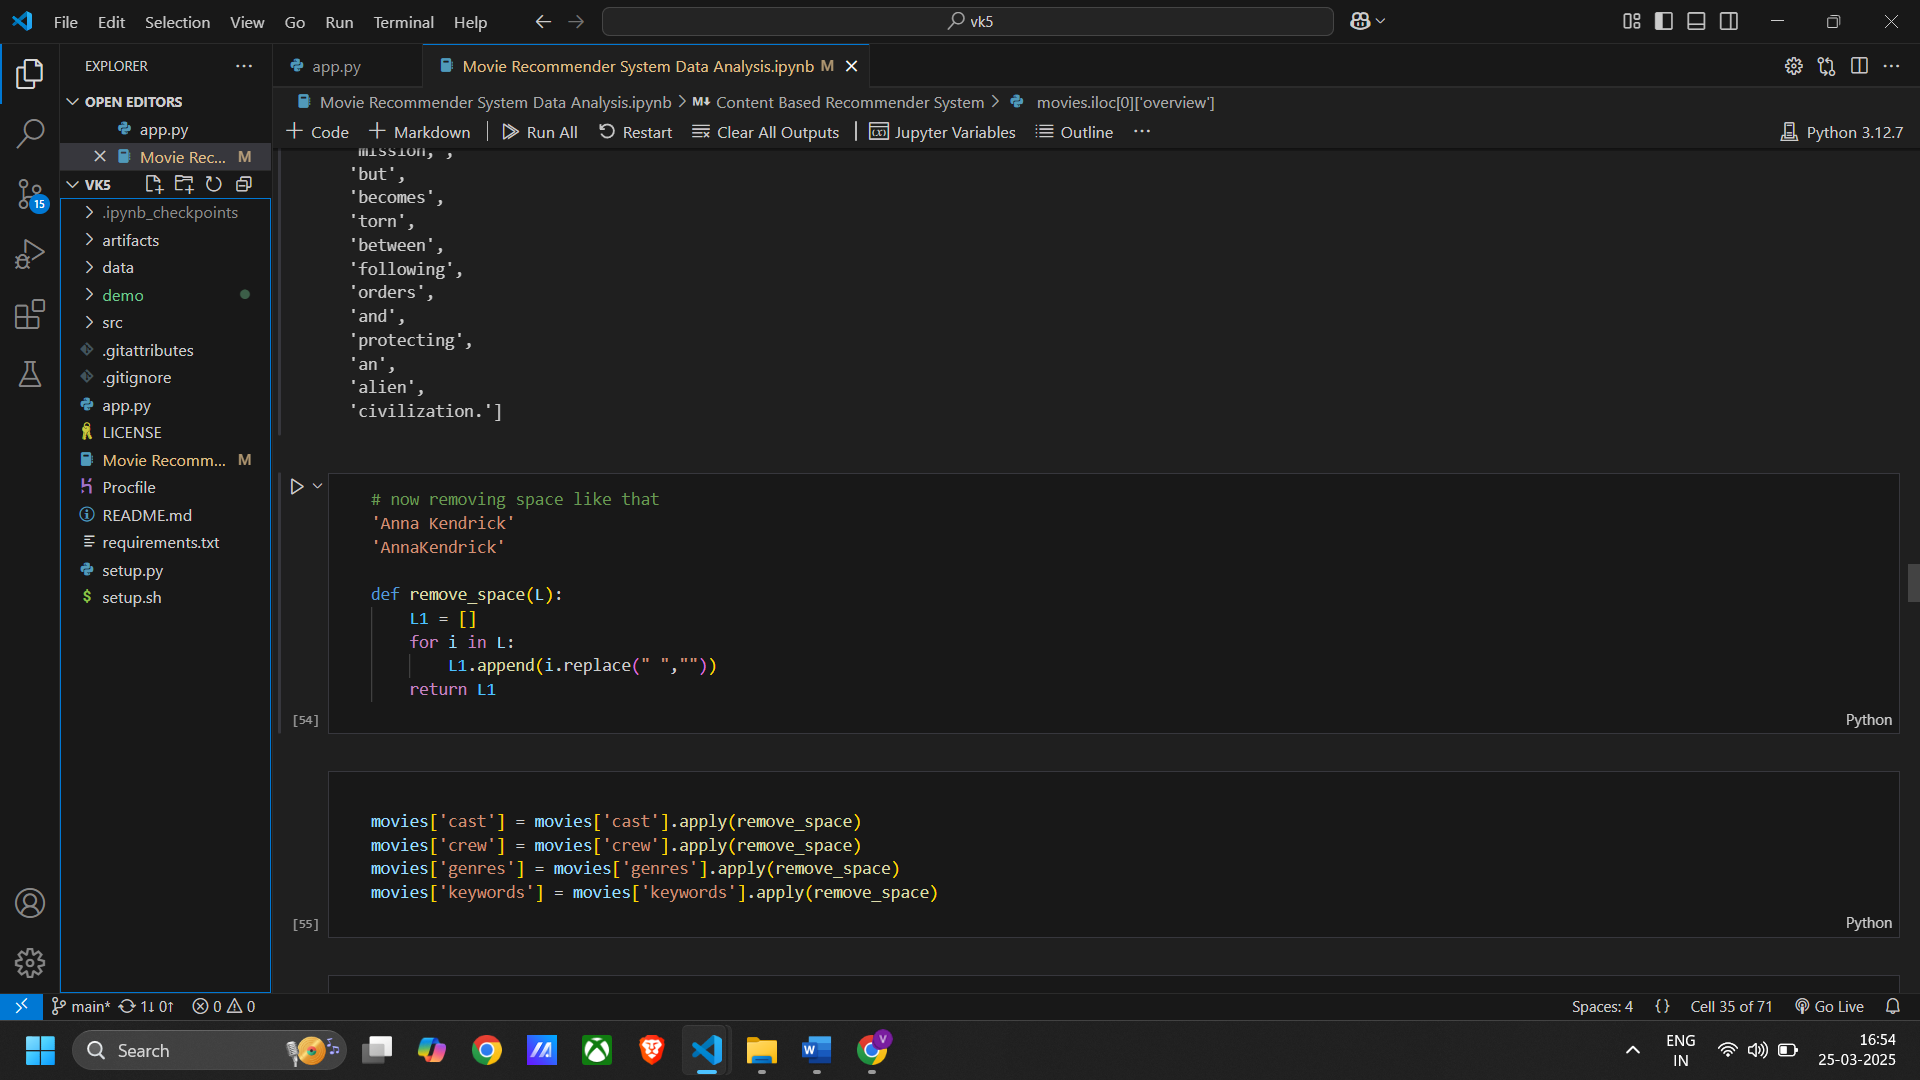 File Edit Selection View Go Run Terminal Help
vk5
EXPLORER
app.py
Movie Recommender System Data Analysis.ipynb M
OPEN EDITORS
app.py
Movie Rec... M
Movie Recommender System Data Analysis.ipynb > M↓ Content Based Recommender System > movies.iloc[0]['overview']
+ Code + Markdown | Run All Restart Clear All Outputs | Jupyter Variables Outline ...
Python 3.12.7
VK5
15
.ipynb_checkpoints
artifacts
data
demo
src
.gitattributes
.gitignore
app.py
LICENSE
Movie Recomm... M
Procfile
README.md
requirements.txt
setup.py
setup.sh
'mission,',
'but',
'becomes',
'torn',
'between',
'following',
'orders',
'and',
'protecting',
'an',
'alien',
'civilization.']
# now removing space like that
'Anna Kendrick'
'AnnaKendrick'
def remove_space(L):
    L1 = []
    for i in L:
        L1.append(i.replace(" ",""))
    return L1
[54]
Python
movies['cast'] = movies['cast'].apply(remove_space)
movies['crew'] = movies['crew'].apply(remove_space)
movies['genres'] = movies['genres'].apply(remove_space)
movies['keywords'] = movies['keywords'].apply(remove_space)
[55]
Python
main* 1↓ 0↑ 0 0
Spaces: 4 {} Cell 35 of 71 Go Live
Search
ENG
IN
16:54
25-03-2025